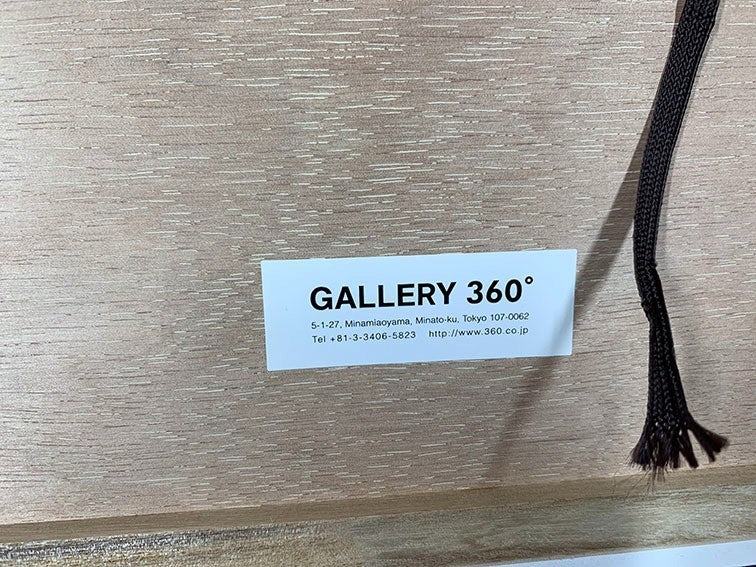 GALLERY 360°
5-1-27, Minamiaoyama, Minato-ku, Tokyo 107-0062
Tel +81-3-3406-5823 http://www.360.co.jp